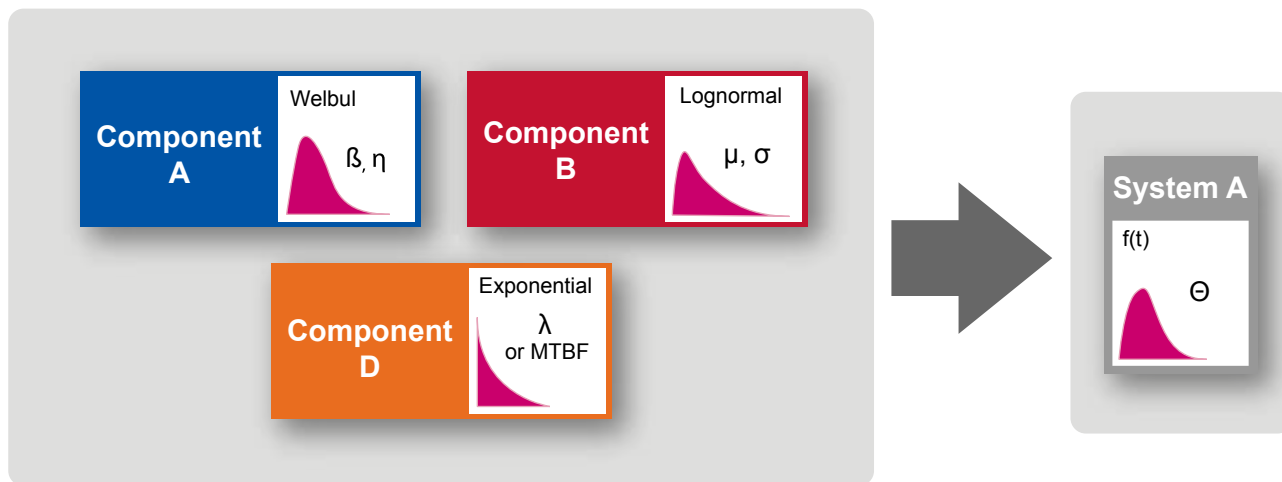 Component
A
Welbul
ß, η
Component
B
Lognormal
μ, σ
Component
D
Exponential
λ
or MTBF
System A
f(t)
Θ